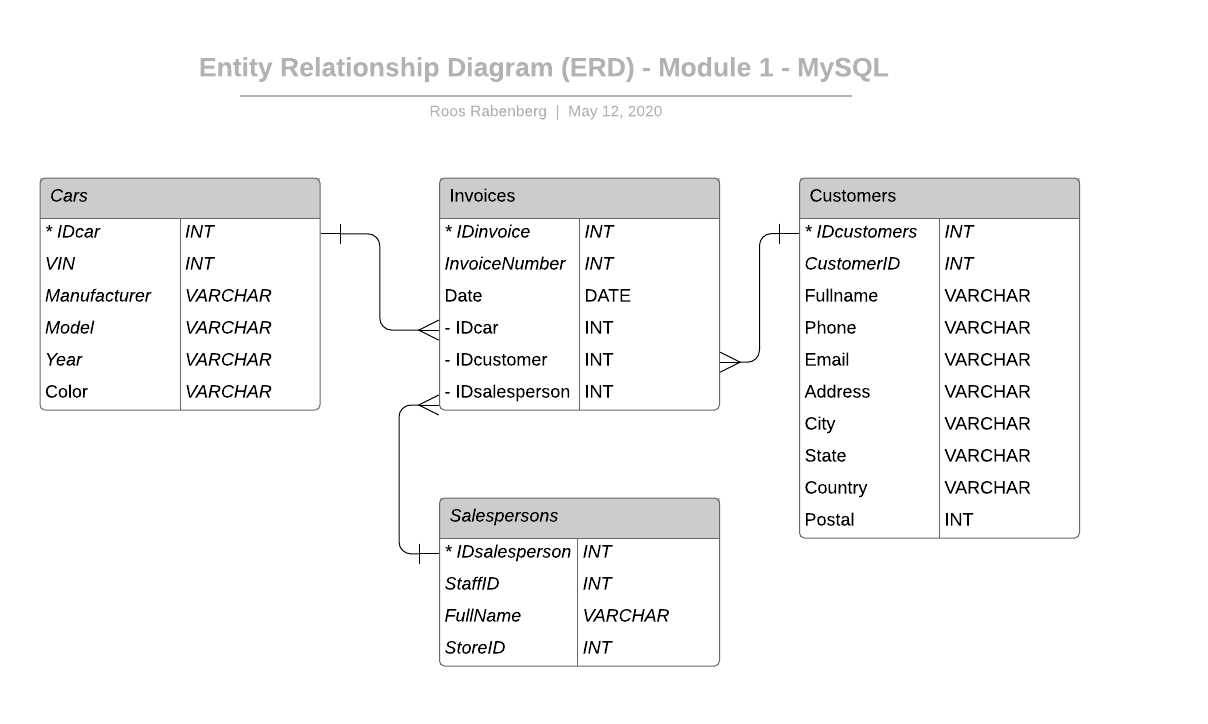 Entity Relationship Diagram (ERD) - Module 1 - MySQL
Roos Rabenberg | May 12, 2020
Cars
* IDcar INT
VIN INT
Manufacturer VARCHAR
Model VARCHAR
Year VARCHAR
Color VARCHAR
Invoices
* IDinvoice INT
InvoiceNumber INT
Date DATE
- IDcar INT
- IDcustomer INT
- IDsalesperson INT
Customers
* IDcustomers INT
CustomerID INT
Fullname VARCHAR
Phone VARCHAR
Email VARCHAR
Address VARCHAR
City VARCHAR
State VARCHAR
Country VARCHAR
Postal INT
Salespersons
* IDsalesperson INT
StaffID INT
FullName VARCHAR
StoreID INT